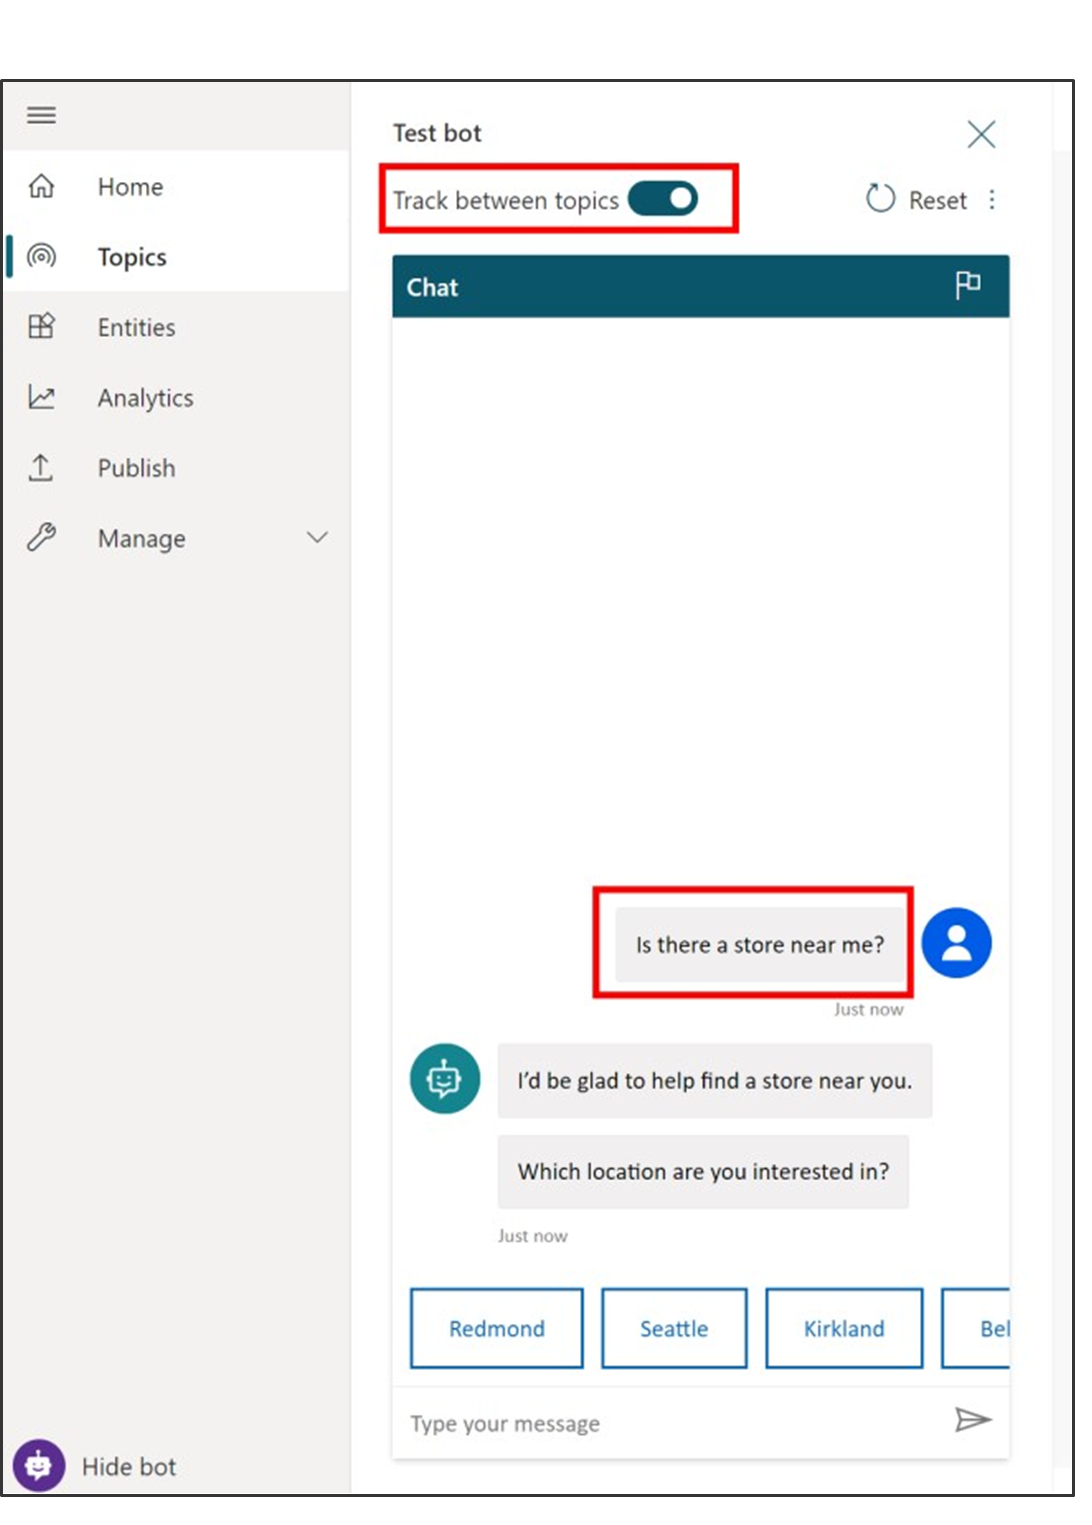 Home
Topics
Entities
Analytics
Publish
Manage
Hide bot
Test bot
Track between topics
Reset
Chat
Is there a store near me?
Just now
I'd be glad to help find a store near you.
Which location are you interested in?
Just now
Redmond
Seattle
Kirkland
Bel
Type your message